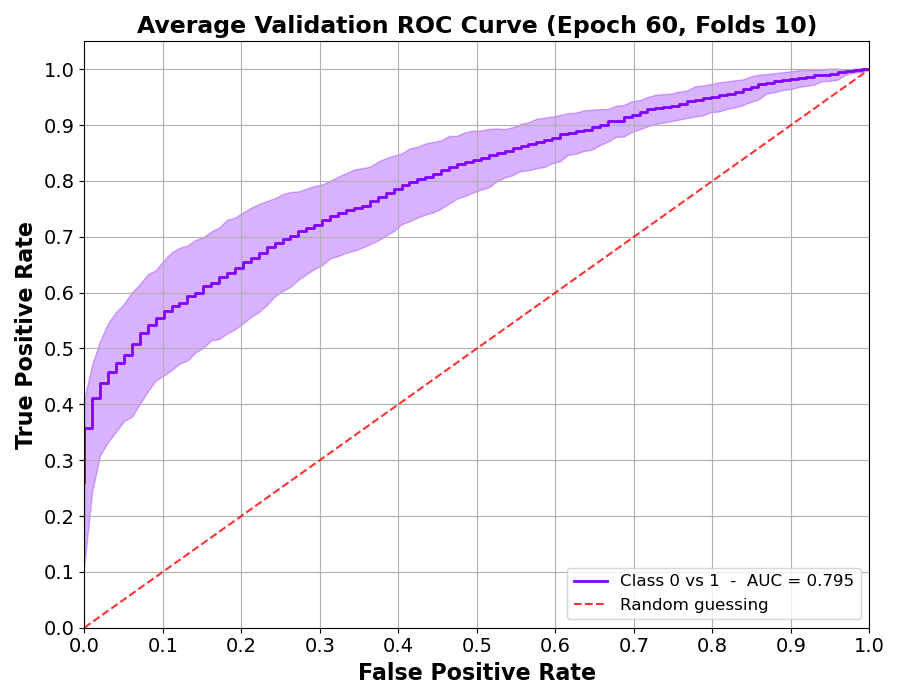 Average Validation ROC Curve (Epoch 60, Folds 10)
True Positive Rate
1.0
0.9
0.8
0.7
0.6
0.5
0.4
0.3
0.2
0.1
0.0
Class 0 vs 1 - AUC = 0.795
Random guessing
0.0 0.1 0.2 0.3 0.4 0.5 0.6 0.7 0.8 0.9 1.0
False Positive Rate